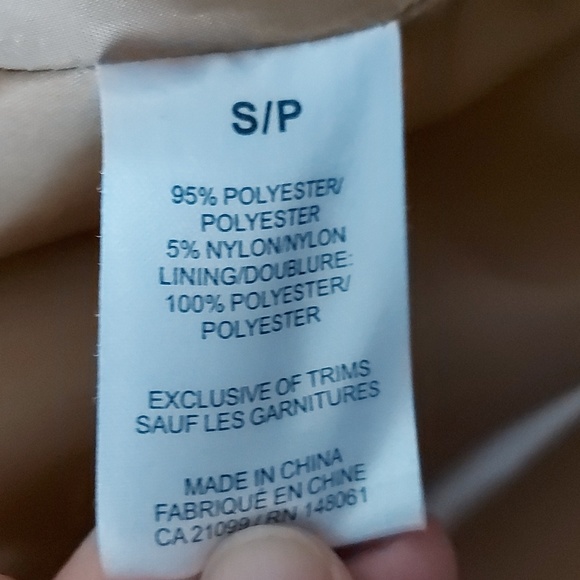 S/P
95% POLYESTER/
POLYESTER
5% NYLON/NYLON
LINING/DOUBLURE:
100% POLYESTER/
POLYESTER
EXCLUSIVE OF TRIMS
SAUF LES GARNITURES
MADE IN CHINA
FABRIQUÉ EN CHINE
CA 21099 / RN 148061